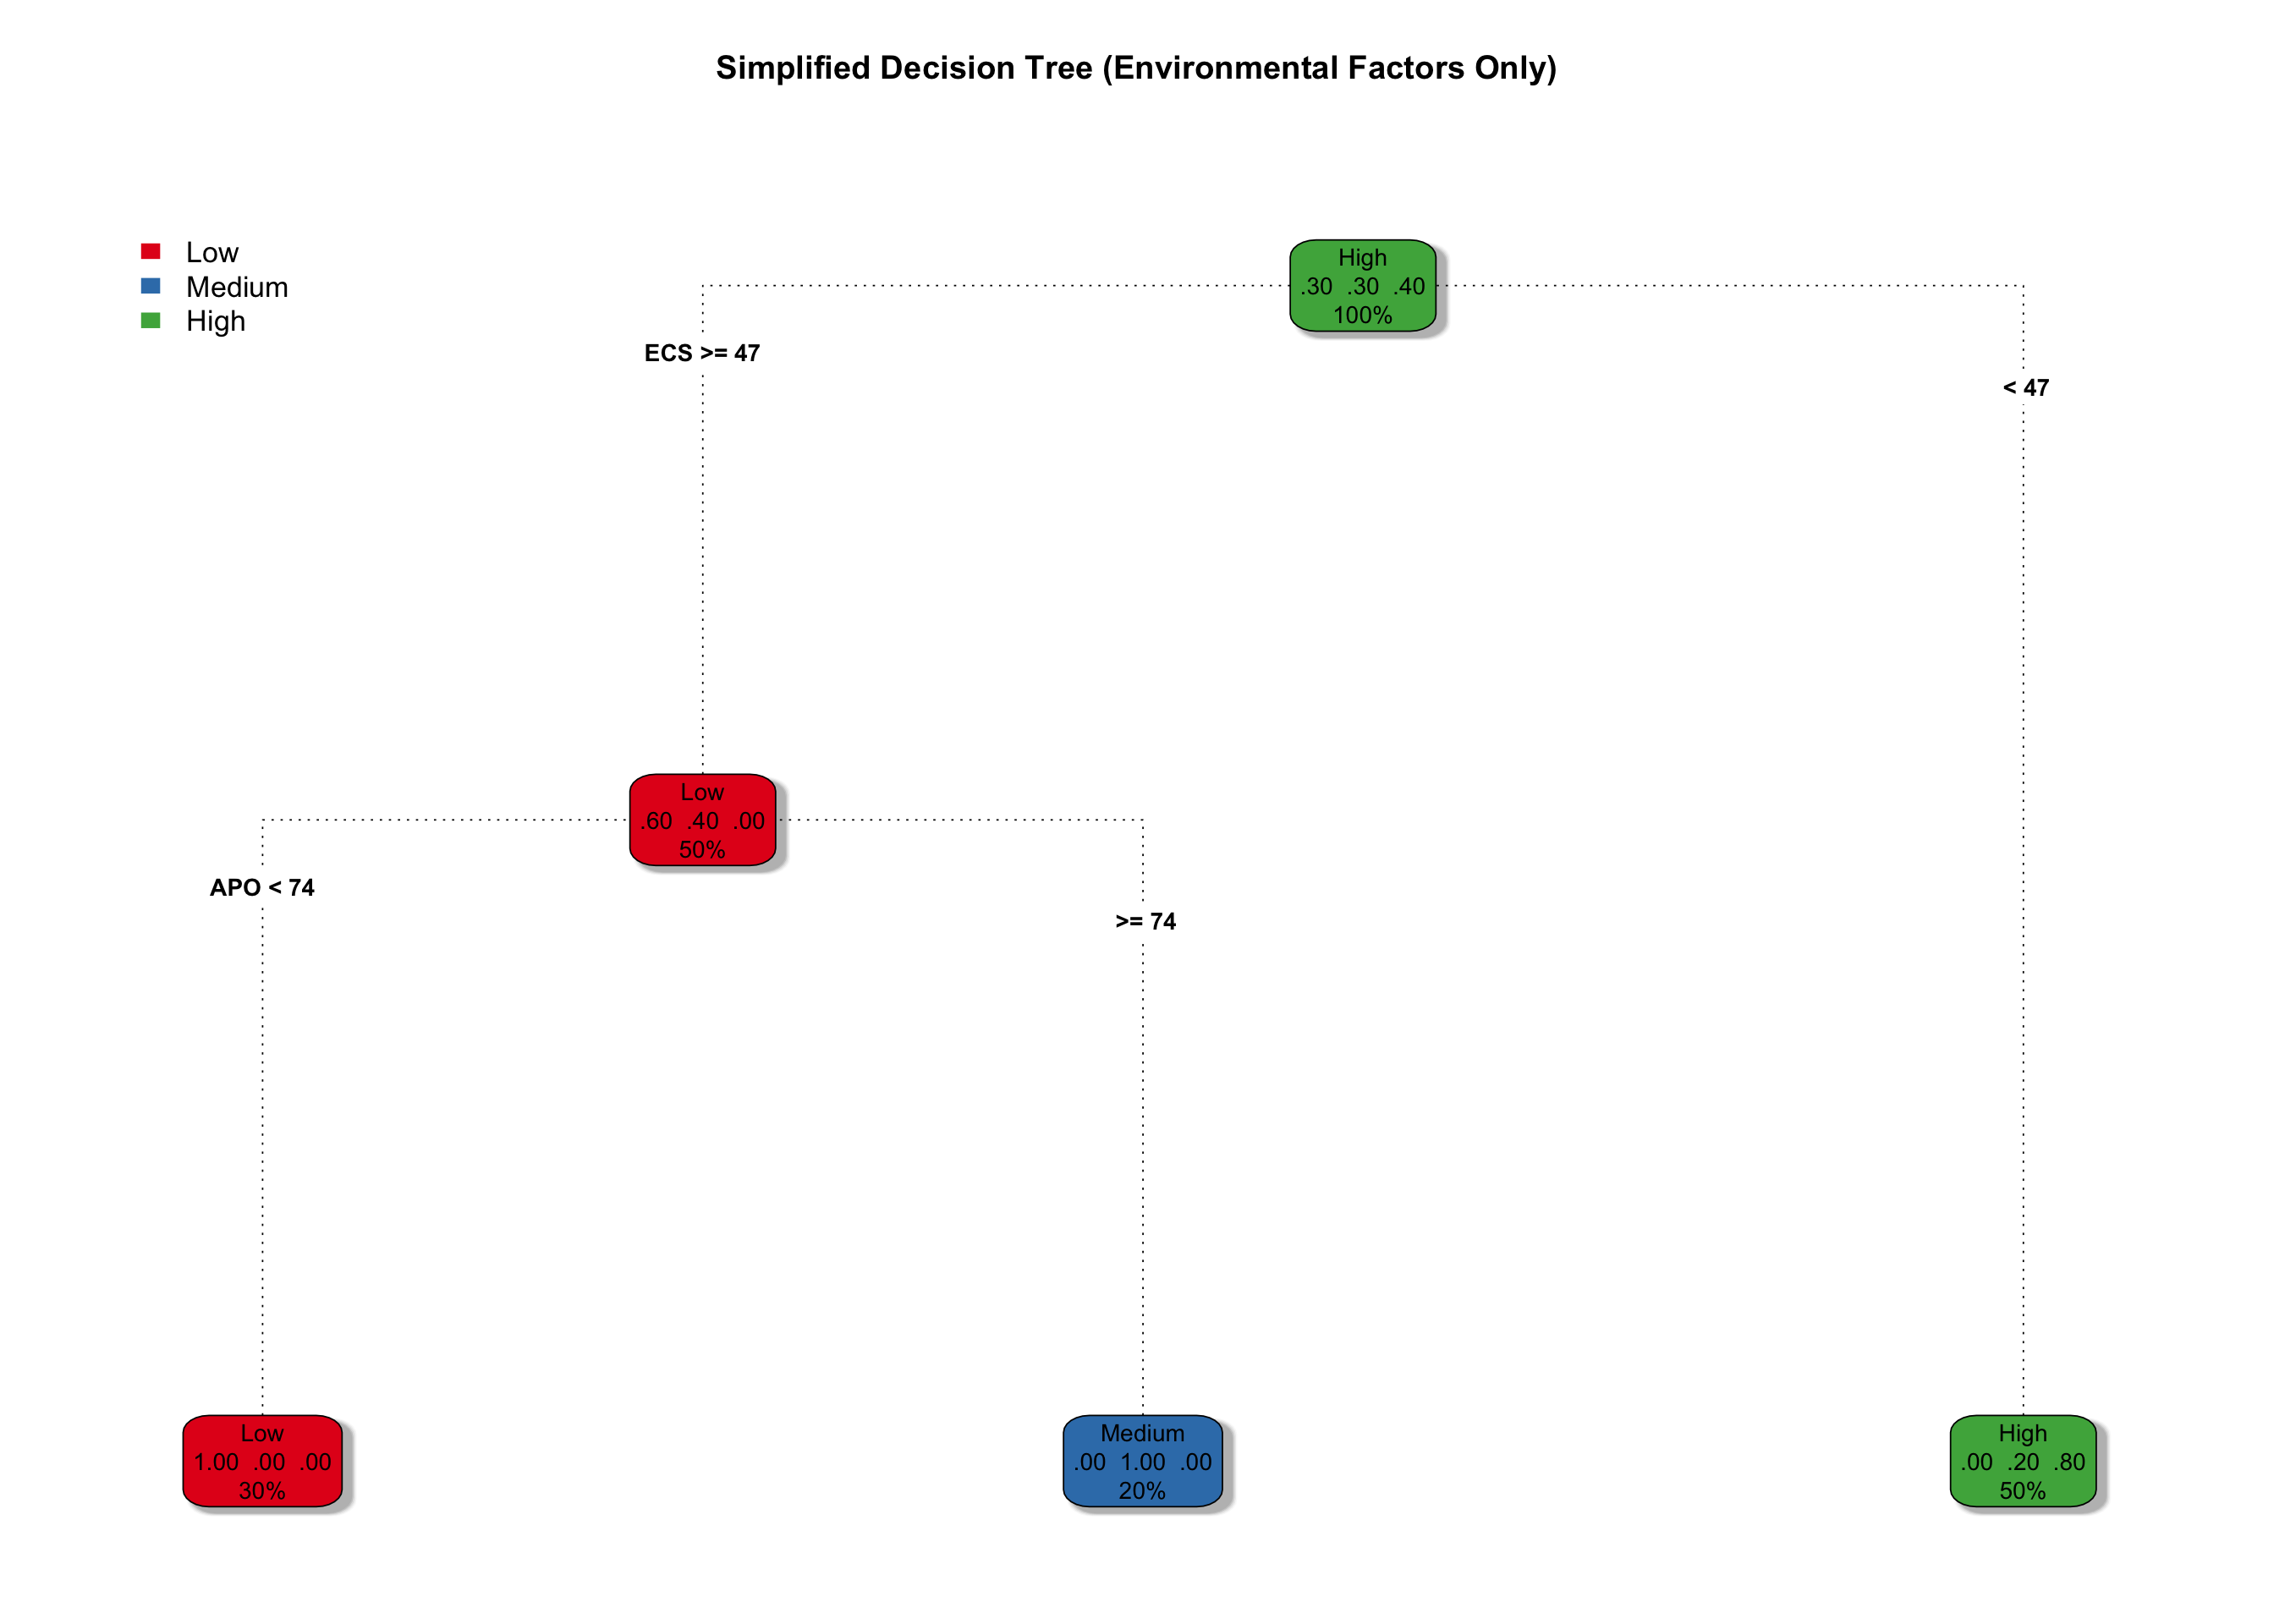 Simplified Decision Tree (Environmental Factors Only)
Low
Medium
High
High
.30 .30 .40
100%
ECS >= 47
< 47
Low
.60 .40 .00
50%
APO < 74
>= 74
Low
1.00 .00 .00
30%
Medium
.00 1.00 .00
20%
High
.00 .20 .80
50%